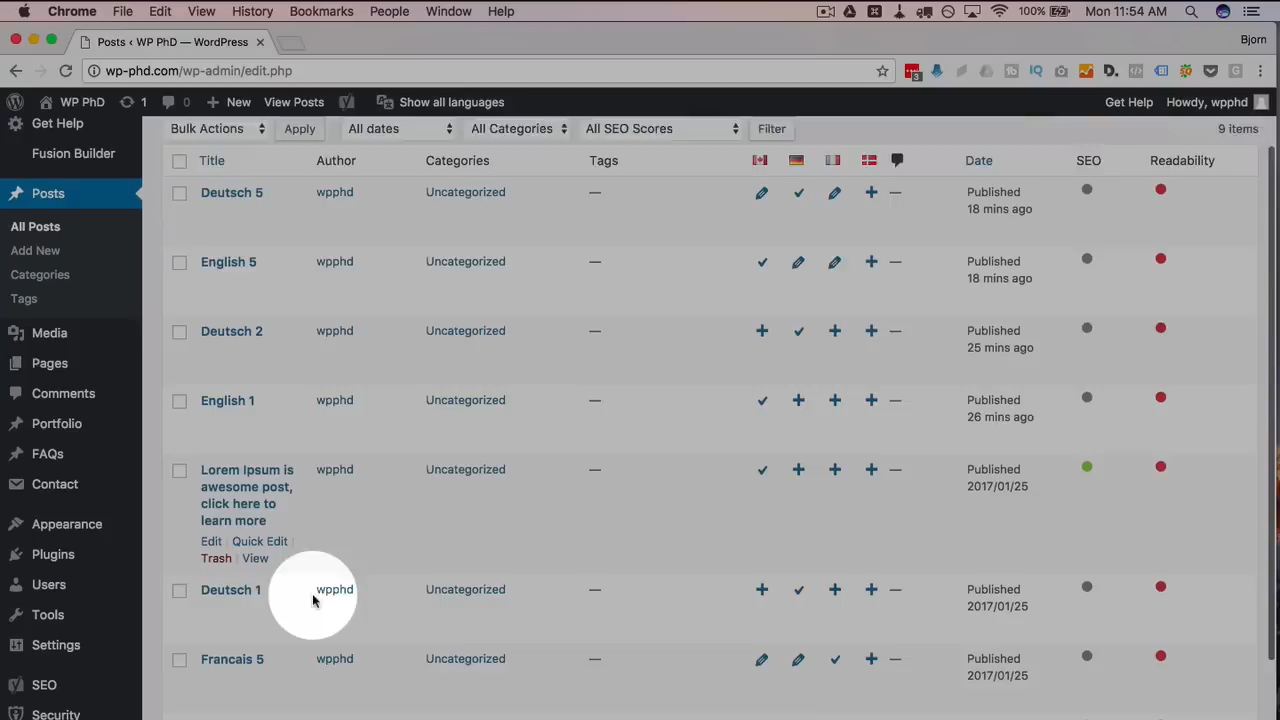 Chrome File Edit View History Bookmarks People Window Help 100% Mon 11:54 AM
Posts ‹ WP PhD — WordPress Bjorn
wp-phd.com/wp-admin/edit.php 3
WP PhD 1 0 New View Posts Show all languages Get Help Howdy, wpphd
Get Help
Fusion Builder
Posts
All Posts
Add New
Categories
Tags
Media
Pages
Comments
Portfolio
FAQs
Contact
Appearance
Plugins
Users
Tools
Settings
SEO
Security
Bulk Actions Apply All dates All Categories All SEO Scores Filter 9 items
Title Author Categories Tags Date SEO Readability
Deutsch 5 wpphd Uncategorized — — Published
18 mins ago
English 5 wpphd Uncategorized — — Published
18 mins ago
Deutsch 2 wpphd Uncategorized — — Published
25 mins ago
English 1 wpphd Uncategorized — — Published
26 mins ago
Lorem Ipsum is wpphd Uncategorized — — Published
awesome post, 2017/01/25
click here to
learn more
Edit | Quick Edit |
Trash | View
Deutsch 1 wpphd Uncategorized — — Published
2017/01/25
Francais 5 wpphd Uncategorized — — Published
2017/01/25